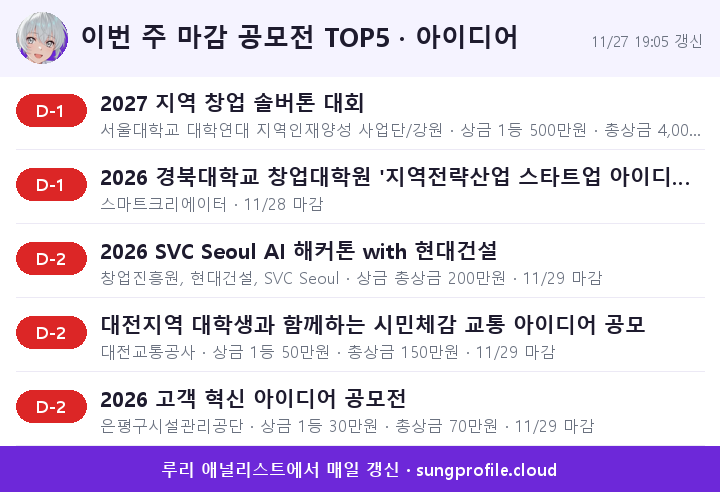 이번 주 마감 공모전 TOP5 · 아이디어
11/27 19:05 갱신
D-1
2027 지역 창업 솔버톤 대회
서울대학교 대학연대 지역인재양성 사업단/강원 · 상금 1등 500만원 · 총상금 4,00...
D-1
2026 경북대학교 창업대학원 '지역전략산업 스타트업 아이디...
스마트크리에이터 · 11/28 마감
D-2
2026 SVC Seoul AI 해커톤 with 현대건설
창업진흥원, 현대건설, SVC Seoul · 상금 총상금 200만원 · 11/29 마감
D-2
대전지역 대학생과 함께하는 시민체감 교통 아이디어 공모
대전교통공사 · 상금 1등 50만원 · 총상금 150만원 · 11/29 마감
D-2
2026 고객 혁신 아이디어 공모전
은평구시설관리공단 · 상금 1등 30만원 · 총상금 70만원 · 11/29 마감
루리 애널리스트에서 매일 갱신 · sungprofile.cloud